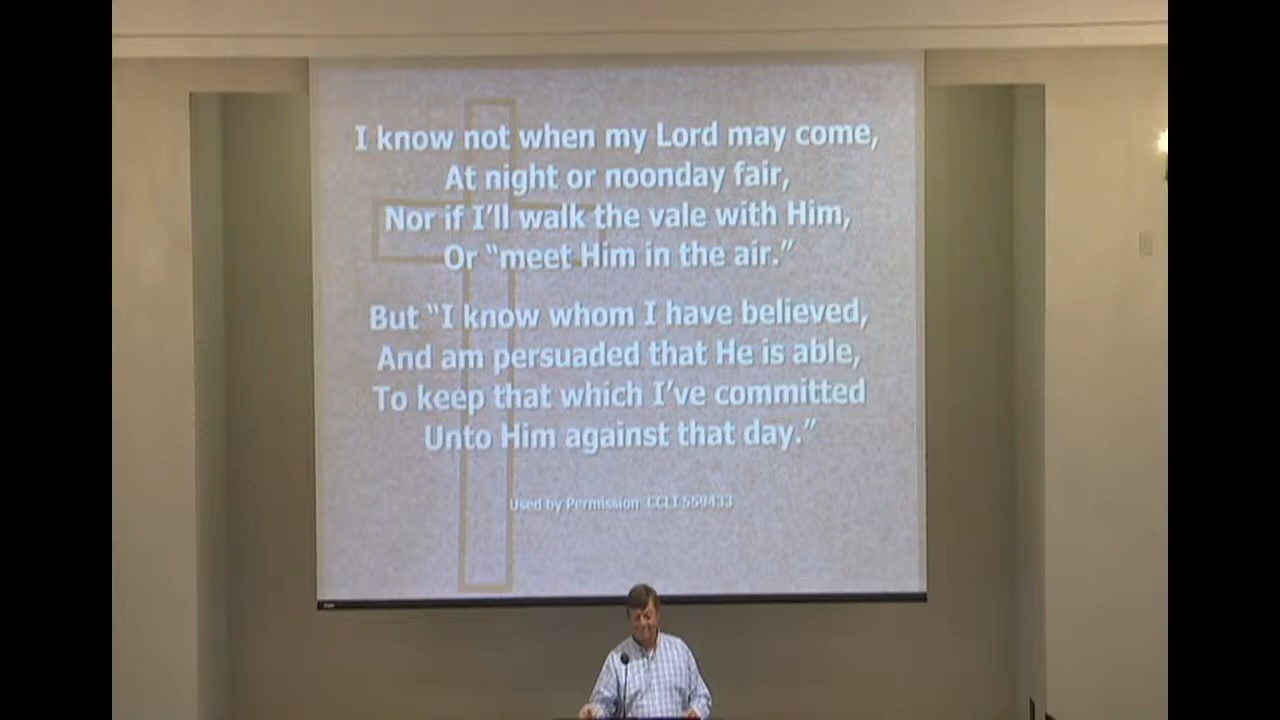 I know not when my Lord may come,
At night or noonday fair,
Nor if I'll walk the vale with Him,
Or “meet Him in the air.”
But “I know whom I have believed,
And am persuaded that He is able,
To keep that which I've committed
Unto Him against that day.”
Used by Permission CCLI 559433